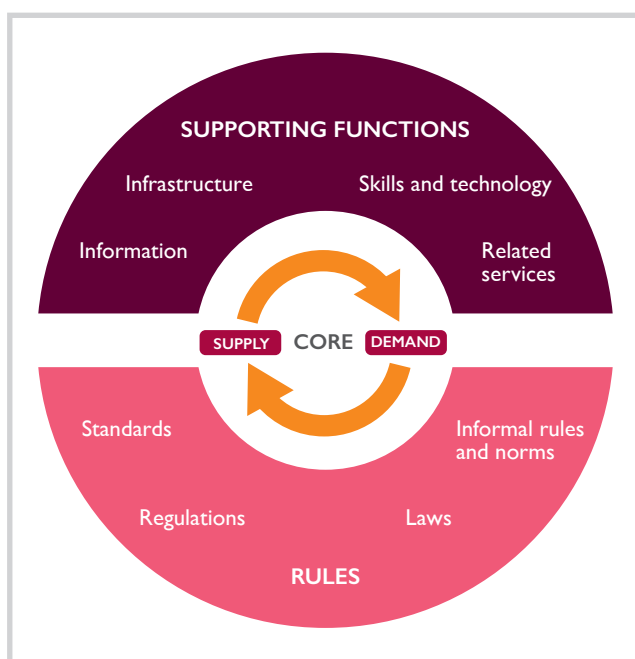 SUPPORTING FUNCTIONS
Infrastructure
Skills and technology
Information
Related
services
SUPPLY
CORE
DEMAND
Standards
Informal rules
and norms
Regulations
Laws
RULES